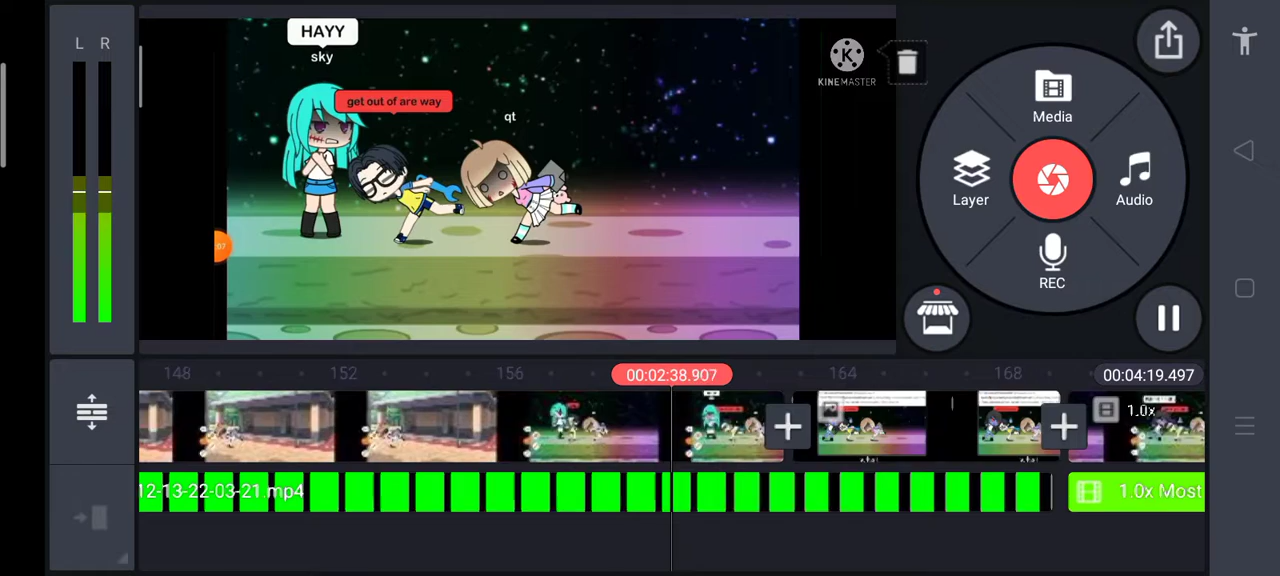 L R
HAYY
sky
get out of are way
qt
KINEMASTER
Media
Layer
Audio
REC
148
152
156
00:02:38.907
164
168
00:04:19.497
1.0x
12-13-22-03-21.mp4
1.0x Most